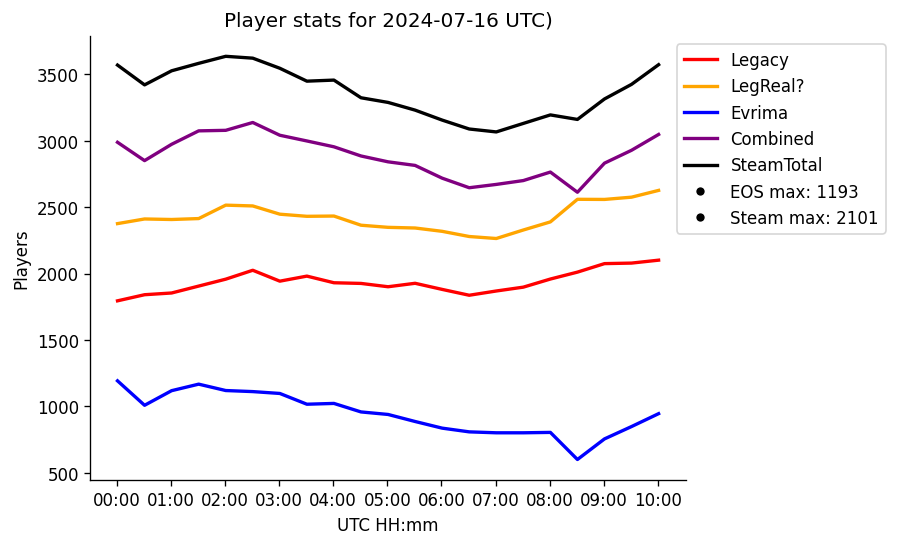 Player stats for 2024-07-16 UTC)
Legacy
LegReal?
Evrima
Combined
SteamTotal
EOS max: 1193
Steam max: 2101
Players
3500
3000
2500
2000
1500
1000
500
00:00 01:00 02:00 03:00 04:00 05:00 06:00 07:00 08:00 09:00 10:00
UTC HH:mm